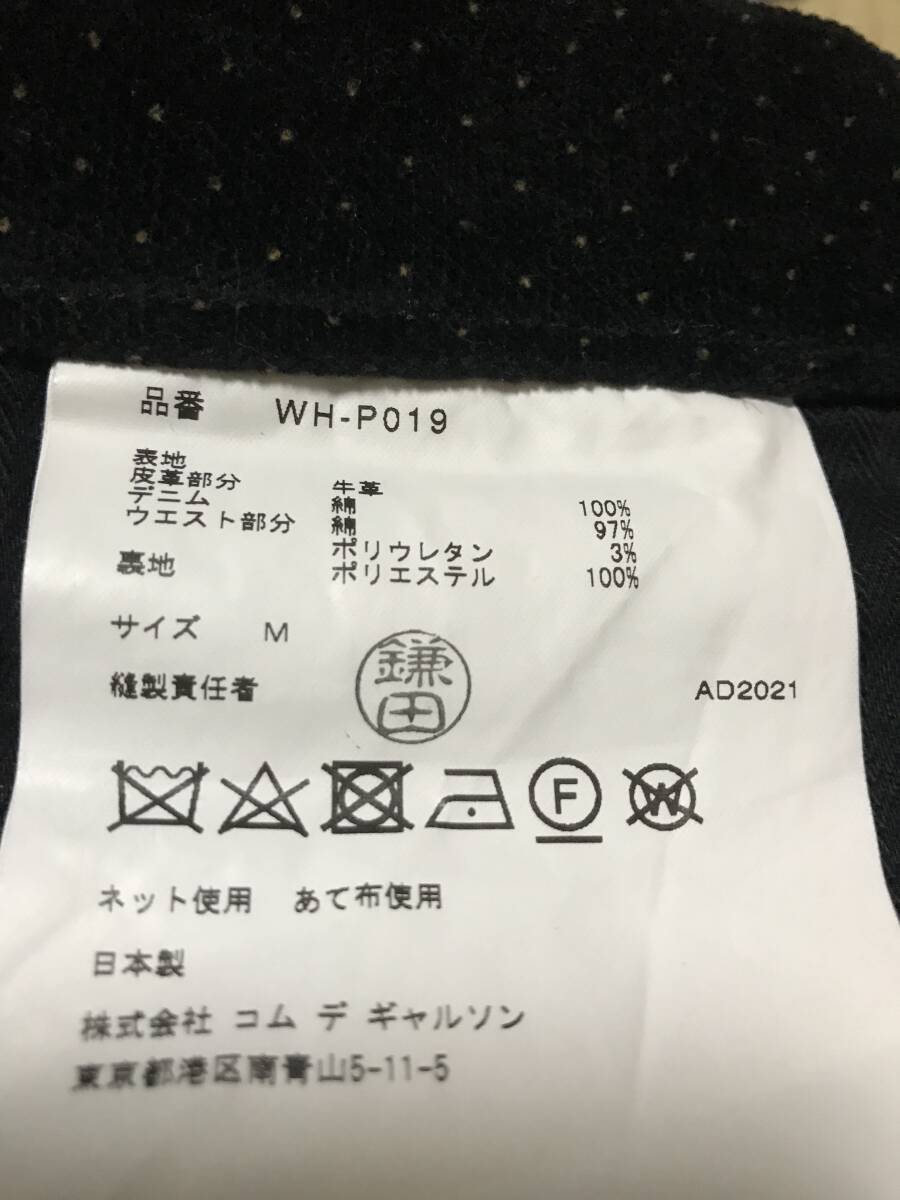 品番 WH-P019
表地
皮革部分 牛革
デニム 綿 100%
ウエスト部分 綿 97%
ポリウレタン 3%
裏地 ポリエステル 100%
サイズ M
縫製責任者 鎌田 AD2021
F W
ネット使用 あて布使用
日本製
株式会社 コム デ ギャルソン
東京都港区南青山5-11-5